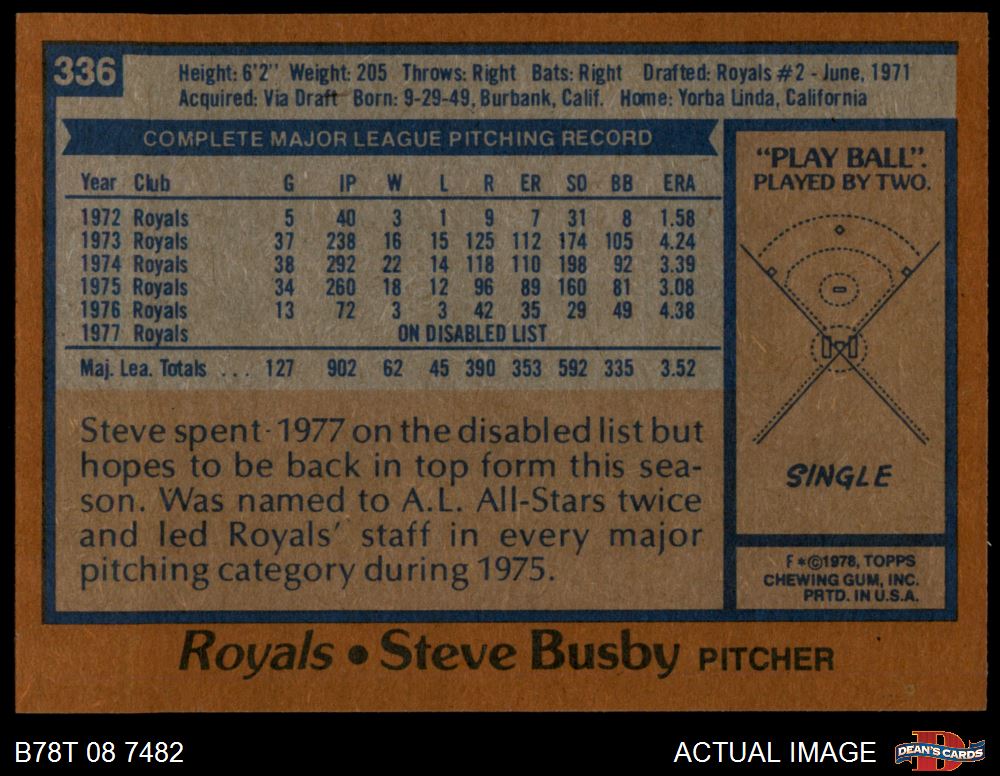 336
Height: 6'2" Weight: 205 Throws: Right Bats: Right Drafted: Royals #2 - June, 1971
Acquired: Via Draft Born: 9-29-49, Burbank, Calif. Home: Yorba Linda, California
COMPLETE MAJOR LEAGUE PITCHING RECORD
Year Club G IP W L R ER SO BB ERA
1972 Royals 5 40 3 1 9 7 31 8 1.58
1973 Royals 37 238 16 15 125 112 174 105 4.24
1974 Royals 38 292 22 14 118 110 198 92 3.39
1975 Royals 34 260 18 12 96 89 160 81 3.08
1976 Royals 13 72 3 3 42 35 29 49 4.38
1977 Royals ON DISABLED LIST
Maj. Lea. Totals . . . 127 902 62 45 390 353 592 335 3.52
Steve spent 1977 on the disabled list but
hopes to be back in top form this sea-
son. Was named to A.L. All-Stars twice
and led Royals' staff in every major
pitching category during 1975.
"PLAY BALL".
PLAYED BY TWO.
SINGLE
F*©1978, TOPPS
CHEWING GUM, INC.
PRTD. IN U.S.A.
Royals • Steve Busby PITCHER
B78T 08 7482
ACTUAL IMAGE
D
DEAN'S CARDS